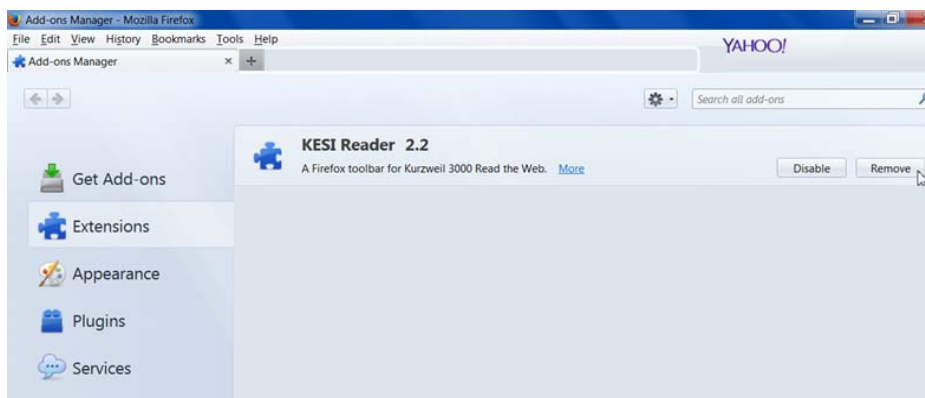 Add-ons Manager - Mozilla Firefox
File Edit View History Bookmarks Tools Help
YAHOO!
Add-ons Manager × +
Search all add-ons
KESI Reader 2.2
A Firefox toolbar for Kurzweil 3000 Read the Web. More
Disable Remove
Get Add-ons
Extensions
Appearance
Plugins
Services